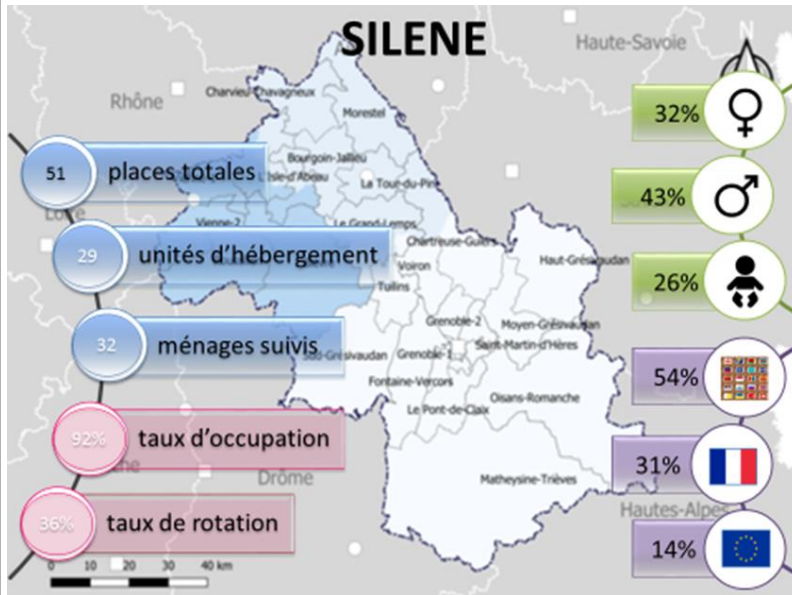 SILENE
Haute-Savoie
Rhône
Charvieu-Chavagneux
Morestel
32%
51 places totales
Bourgoin-Jallieu
L'Isle-d'Abeau
La Tour-du-Pin
43%
Vienne-2
Le Grand-Lemps
29 unités d'hébergement
Chartreuse-Guiers
Voiron
Haut-Grésivaudan
26%
Tullins
32 ménages suivis
Grenoble-2
Moyen-Grésivaudan
Saint-Martin-d'Hères
Sud-Grésivaudan
Grenoble-1
54%
Fontaine-Vercors
Oisans-Romanche
Le Pont-de-Claix
92% taux d'occupation
31%
Drôme
Matheysine-Trièves
Hautes-Alpes
36% taux de rotation
14%
0 10 20 30 40 km